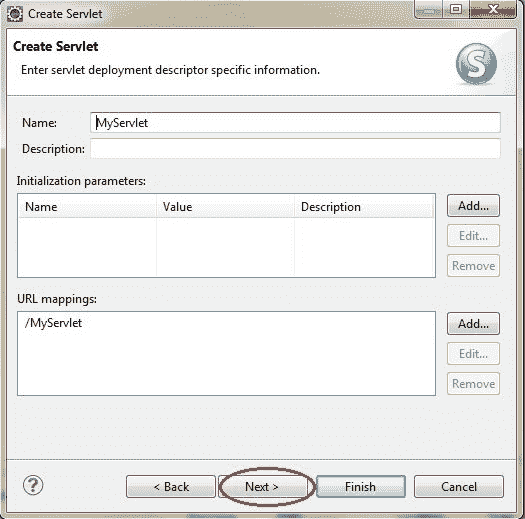 Create Servlet
Create Servlet
Enter servlet deployment descriptor specific information.
S
Name: MyServlet
Description:
Initialization parameters:
Name Value Description
Add...
Edit...
Remove
URL mappings:
/MyServlet
Add...
Edit...
Remove
? < Back Next > Finish Cancel